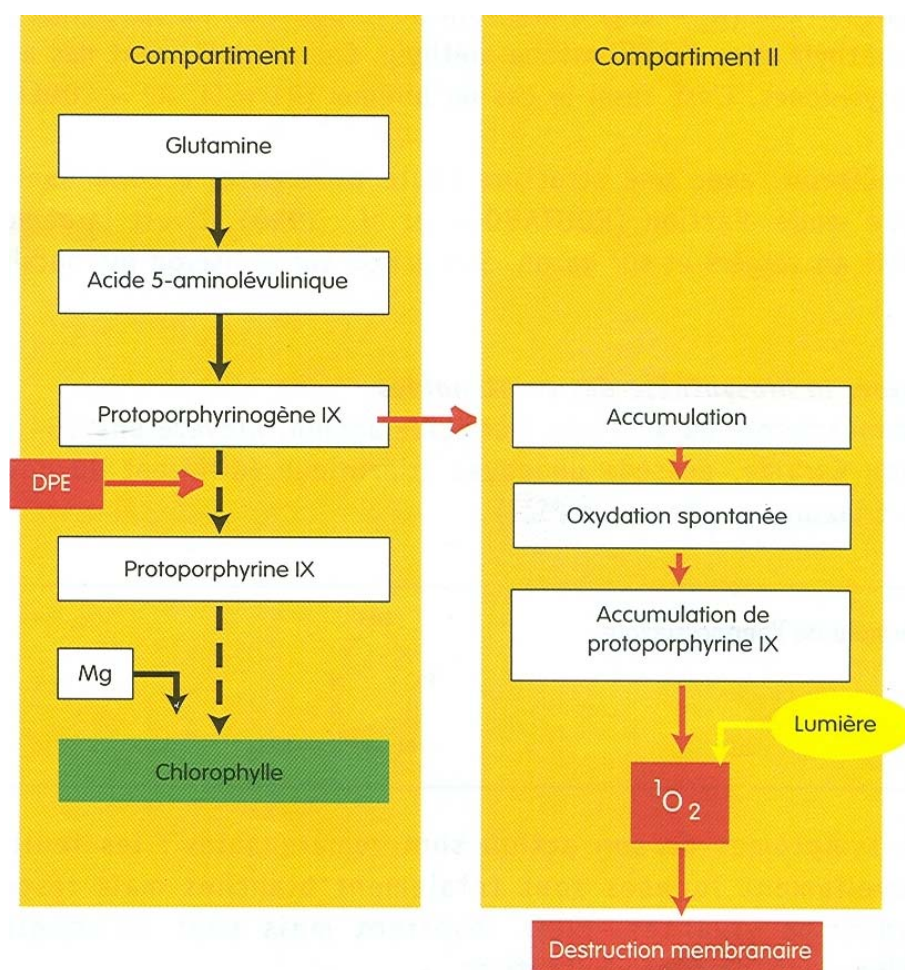 Compartiment I
Glutamine
Acide 5-aminolévulinique
Protoporphyrinogène IX
DPE
Protoporphyrine IX
Mg
Chlorophylle
Compartiment II
Accumulation
Oxydation spontanée
Accumulation de
protoporphyrine IX
Lumière
¹O₂
Destruction membranaire